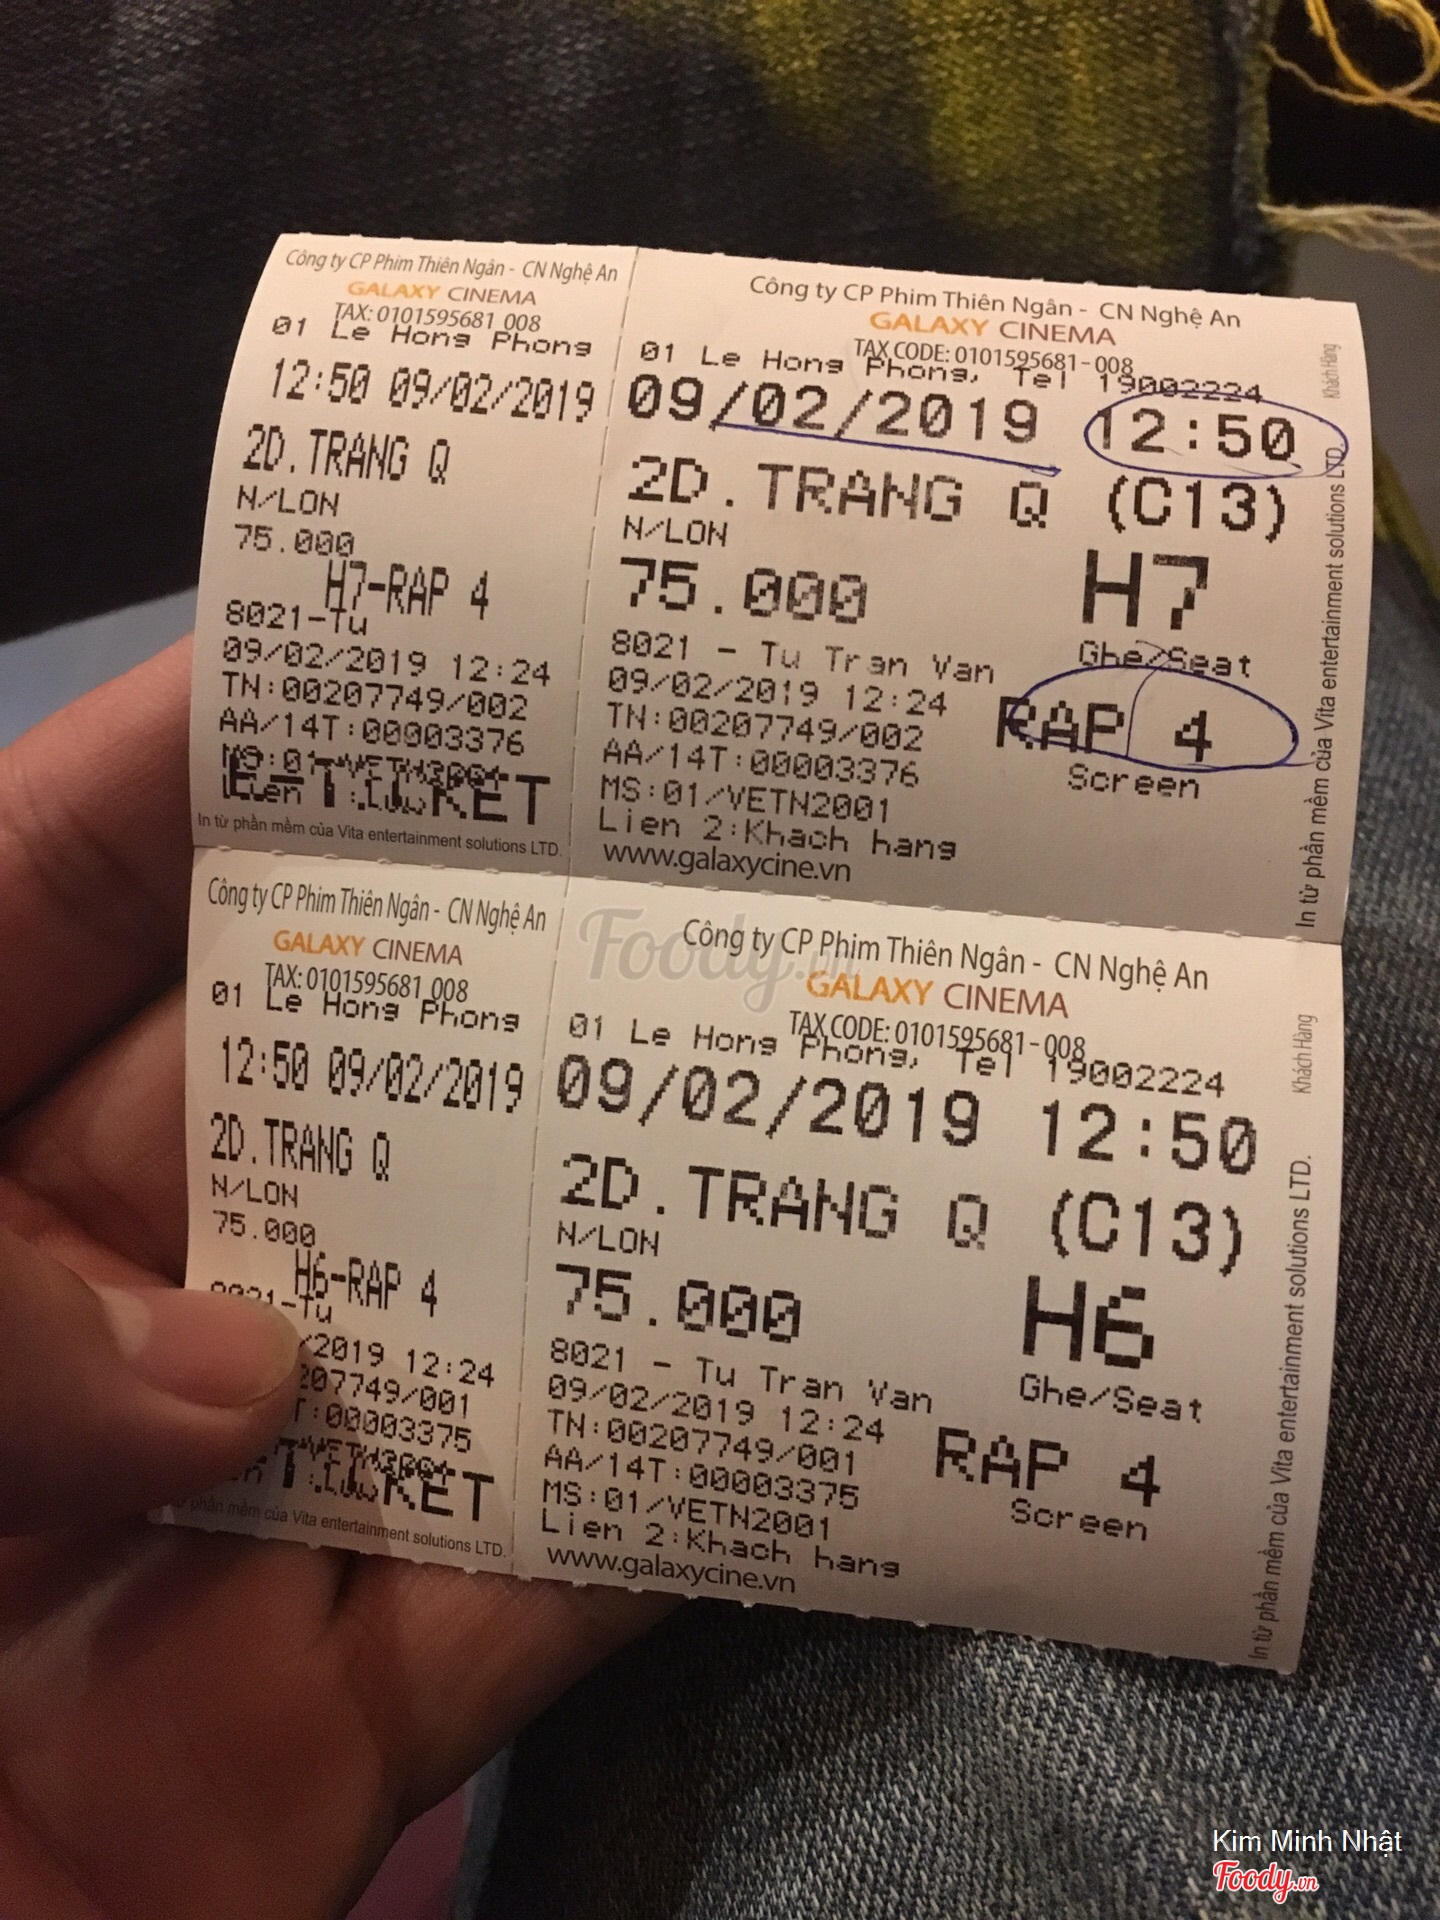 Công ty CP Phim Thiên Ngân - CN Nghệ An
GALAXY CINEMA
TAX: 0101595681 008
01 Le Hong Phong
12:50 09/02/2019
2D.TRANG Q
N/LON
75.000
H7-RAP 4
8021-Tu
09/02/2019 12:24
TN:00207749/002
AA/14T:00003376
In từ phần mềm của Vita entertainment solutions LTD.
Công ty CP Phim Thiên Ngân - CN Nghệ An
GALAXY CINEMA
TAX CODE: 0101595681-008
01 Le Hong Phong, Tel 19002224
09/02/2019 12:50
2D.TRANG Q (C13)
N/LON
75.000
H7
Ghe/Seat
8021 - Tu Tran Van
09/02/2019 12:24
TN:00207749/002
RAP 4
Screen
AA/14T:00003376
MS:01/VETN2001
Lien 2:Khach hang
www.galaxycine.vn
Khách Hàng
In từ phần mềm của Vita entertainment solutions LTD.
Công ty CP Phim Thiên Ngân - CN Nghệ An
GALAXY CINEMA
TAX: 0101595681 008
01 Le Hong Phong
12:50 09/02/2019
2D.TRANG Q
N/LON
75.000
H6-RAP 4
8021-Tu
/2019 12:24
207749/001
T:00003375
từ phần mềm của Vita entertainment solutions LTD.
Foody.vn
Công ty CP Phim Thiên Ngân - CN Nghệ An
GALAXY CINEMA
TAX CODE: 0101595681-008
01 Le Hong Phong, Tel 19002224
09/02/2019 12:50
2D.TRANG Q (C13)
N/LON
75.000
H6
Ghe/Seat
8021 - Tu Tran Van
09/02/2019 12:24
TN:00207749/001
RAP 4
Screen
AA/14T:00003375
MS:01/VETN2001
Lien 2:Khach hang
www.galaxycine.vn
Khách Hàng
In từ phần mềm của Vita entertainment solutions LTD.
Kim Minh Nhật
Foody.vn